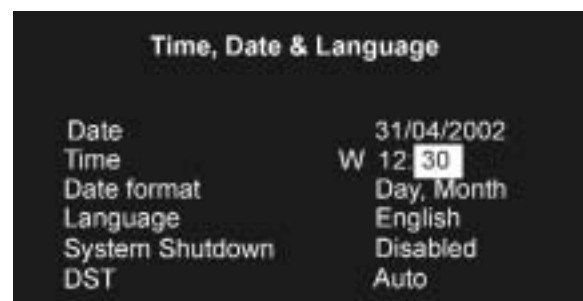 Time, Date & Language
Date 31/04/2002
Time W 12:30
Date format Day, Month
Language English
System Shutdown Disabled
DST Auto